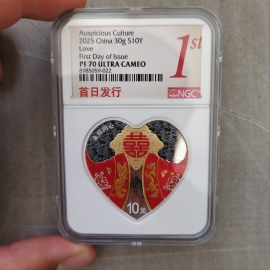 Auspicious Culture
2025 China 30g S10Y
Love
First Day of Issue
PF 70 ULTRA CAMEO
1st
首日发行
NGC
囍
10元